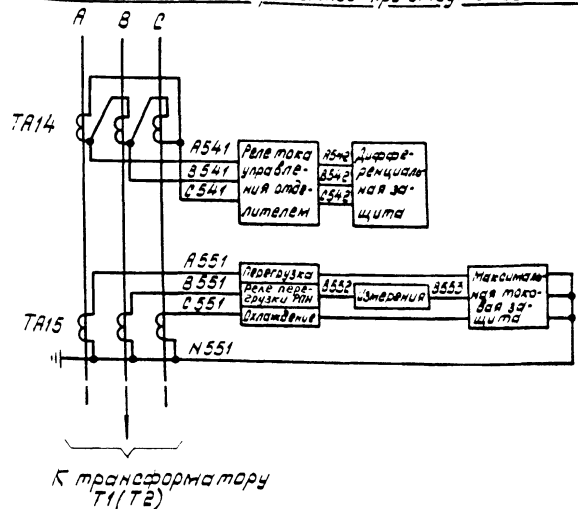 A B C
TA14
A541
B541
C541
Реле тока
управле-
ния отде-
лителем
A542
B542
C542
Диффе-
ренциаль-
ная за-
щита
A551
B551
C551
TA15
N551
Перегрузка
Реле пере-
грузки РПН
Охлаждение
B552
Измерения
B553
Максималь-
ная токо-
вая за-
щита
К трансформатору
Т1(Т2)